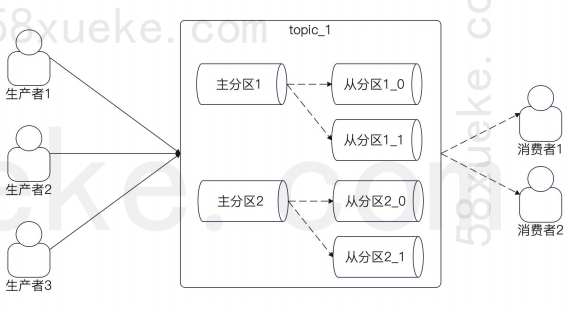 58xueke.com
topic_1
生产者1
主分区1
从分区1_0
从分区1_1
生产者2
主分区2
从分区2_0
从分区2_1
生产者3
消费者1
消费者2
58xueke.com
eke.com